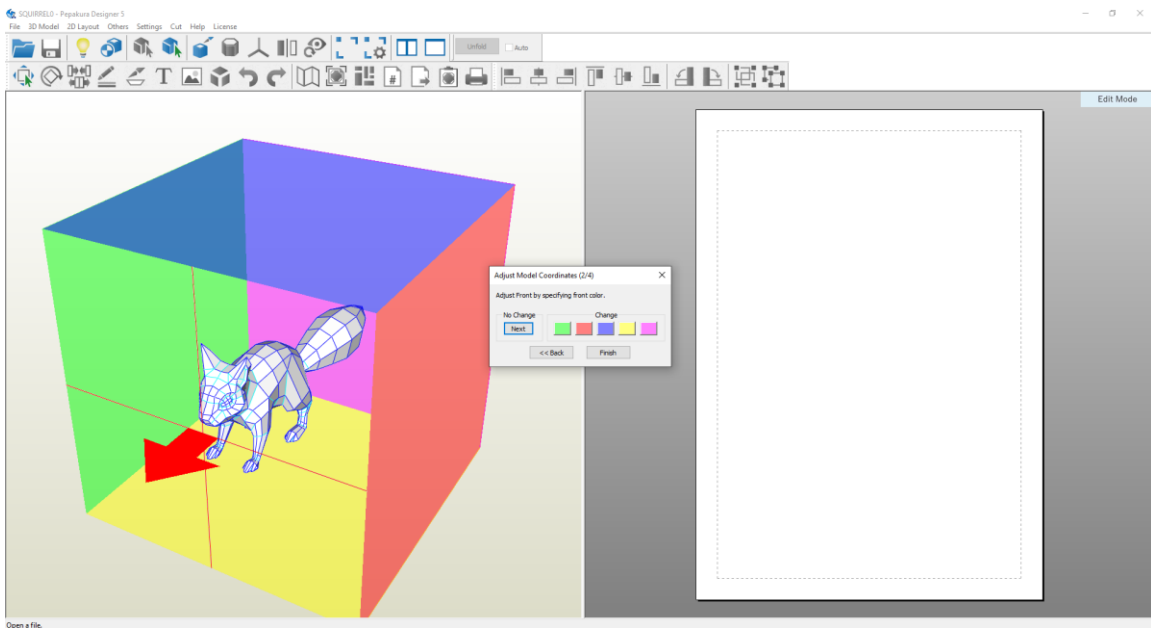 SQUIRREL0 - Pepakura Designer 5
File 3D Model 2D Layout Others Settings Cut Help License
Unfold Auto
T #
Edit Mode
Adjust Model Coordinates (2/4)
Adjust Front by specifying front color.
No Change Change
Next
<< Back Finish
Open a file.